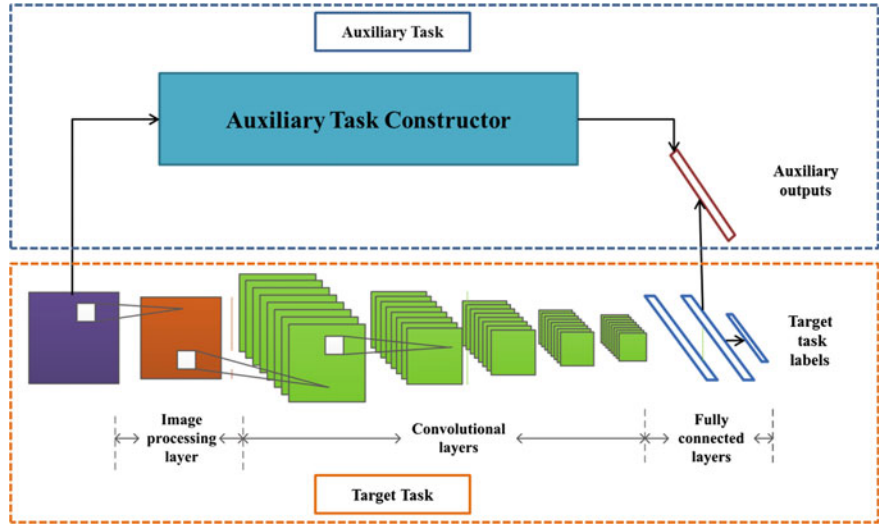 Auxiliary Task
Auxiliary Task Constructor
Auxiliary
outputs
Target
task
labels
Image
processing
layer
Convolutional
layers
Fully
connected
layers
Target Task